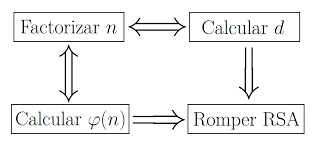 Factorizar n
Calcular d
Calcular φ(n)
Romper RSA